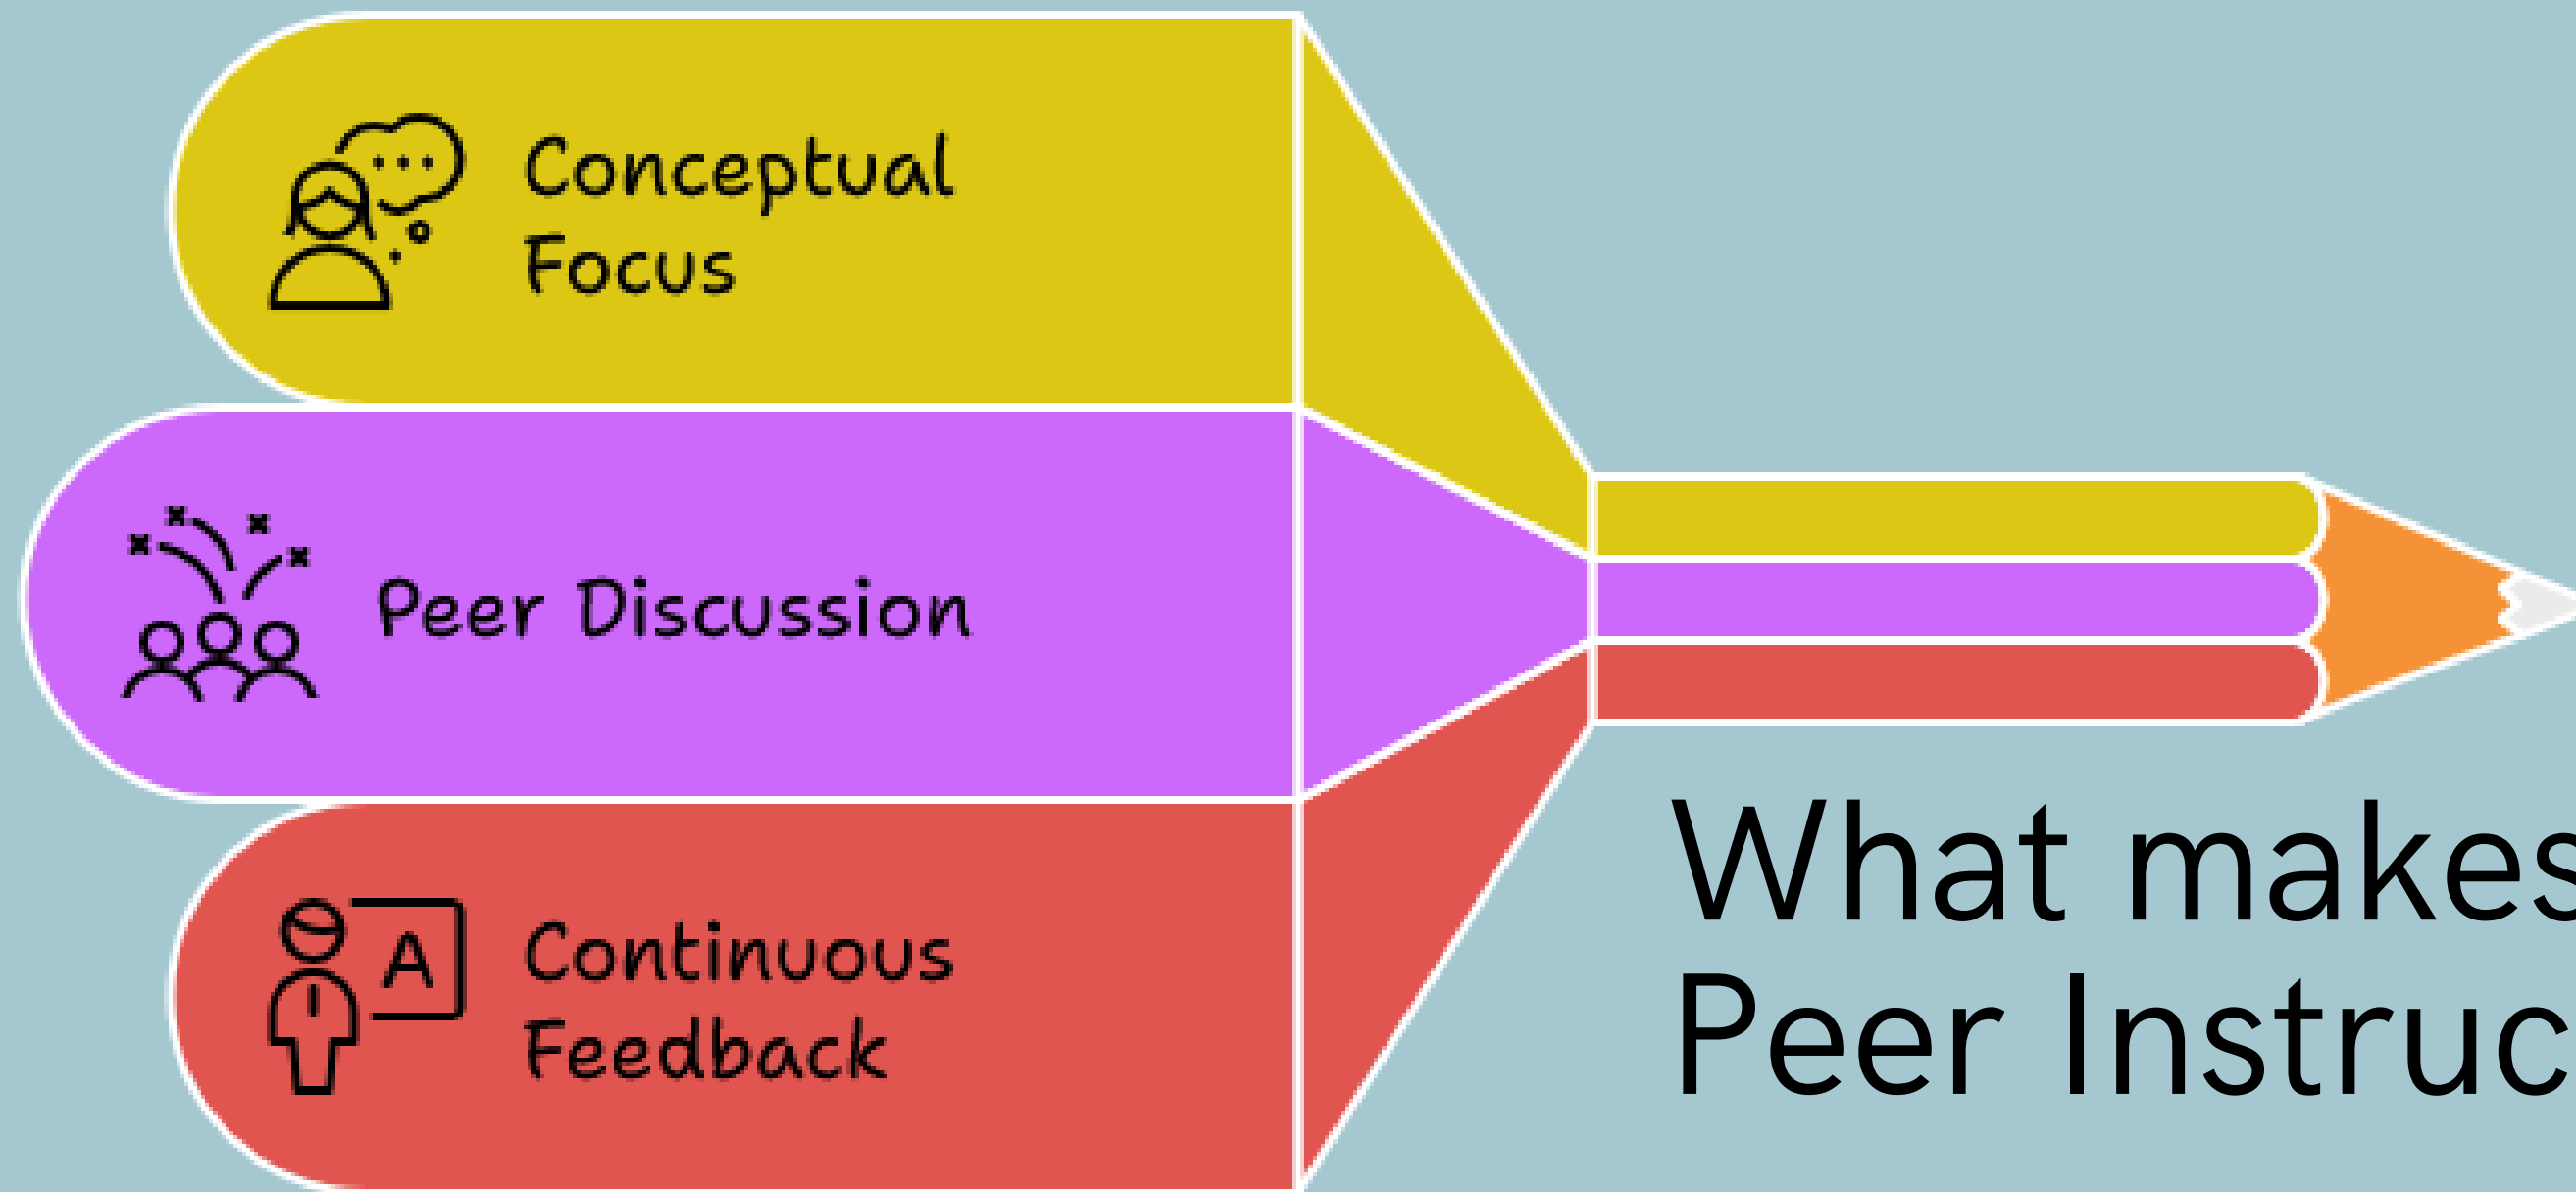 Conceptual
Focus
Peer Discussion
A
Continuous
Feedback
What makes
Peer Instruc